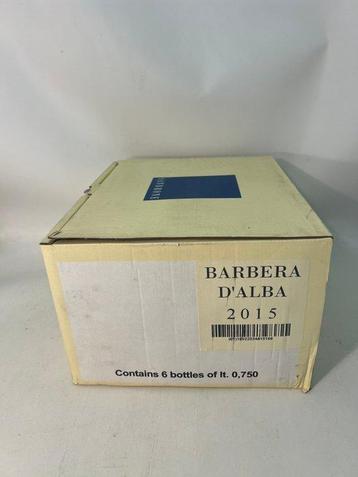 BARBERA
D'ALBA
2015
Contains 6 bottles of lt. 0,750